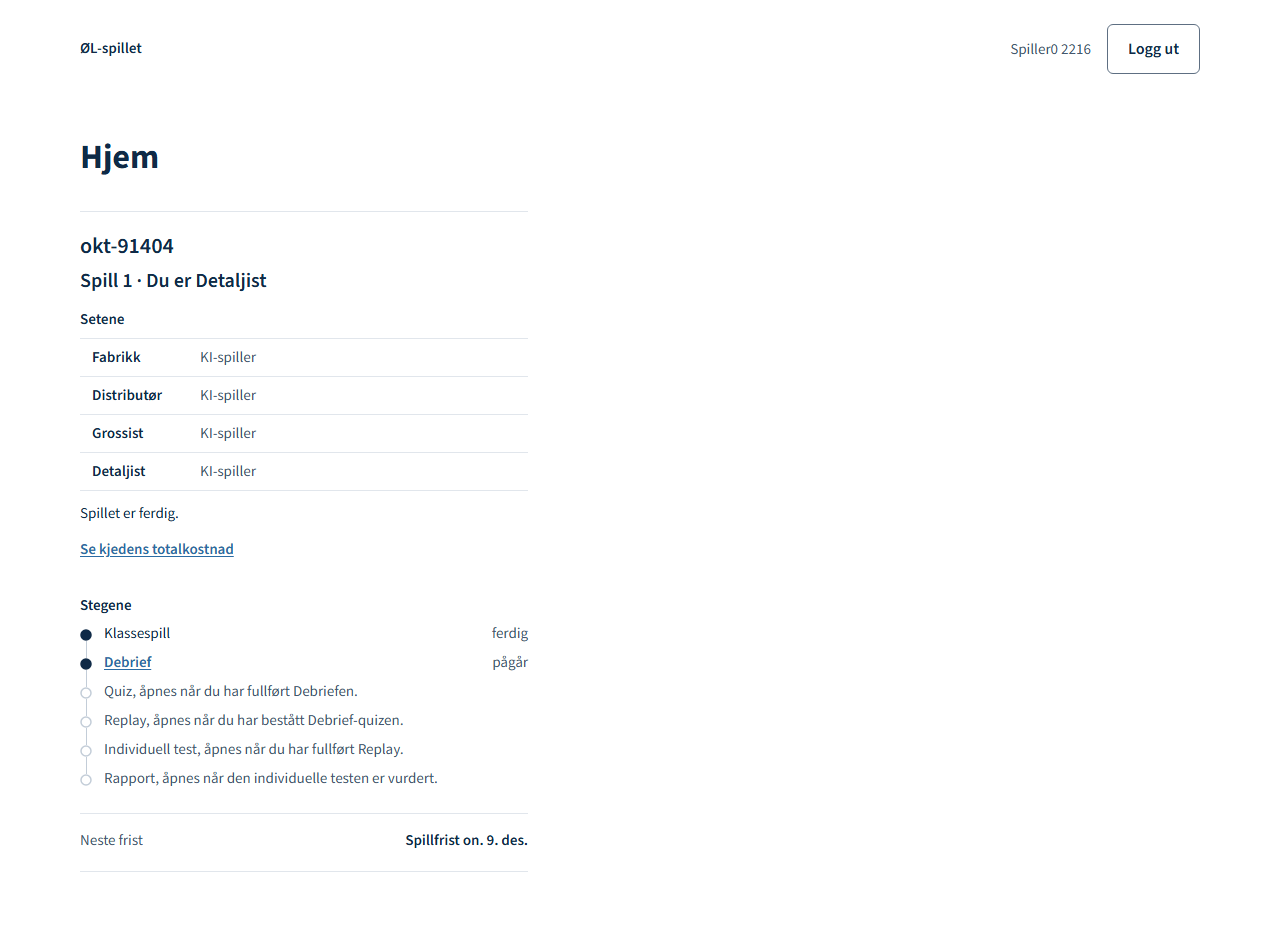 ØL-spillet
Spiller0 2216
Logg ut
Hjem
okt-91404
Spill 1 · Du er Detaljist
Setene
Fabrikk KI-spiller
Distributør KI-spiller
Grossist KI-spiller
Detaljist KI-spiller
Spillet er ferdig.
Se kjedens totalkostnad
Stegene
Klassespill ferdig
Debrief pågår
Quiz, åpnes når du har fullført Debriefen.
Replay, åpnes når du har bestått Debrief-quizen.
Individuell test, åpnes når du har fullført Replay.
Rapport, åpnes når den individuelle testen er vurdert.
Neste frist Spillfrist on. 9. des.